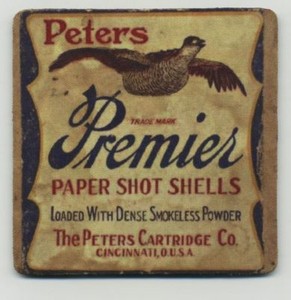 Peters
TRADE MARK
Premier
PAPER SHOT SHELLS
LOADED WITH DENSE SMOKELESS POWDER
The PETERS CARTRIDGE CO.
CINCINNATI, O. U.S.A